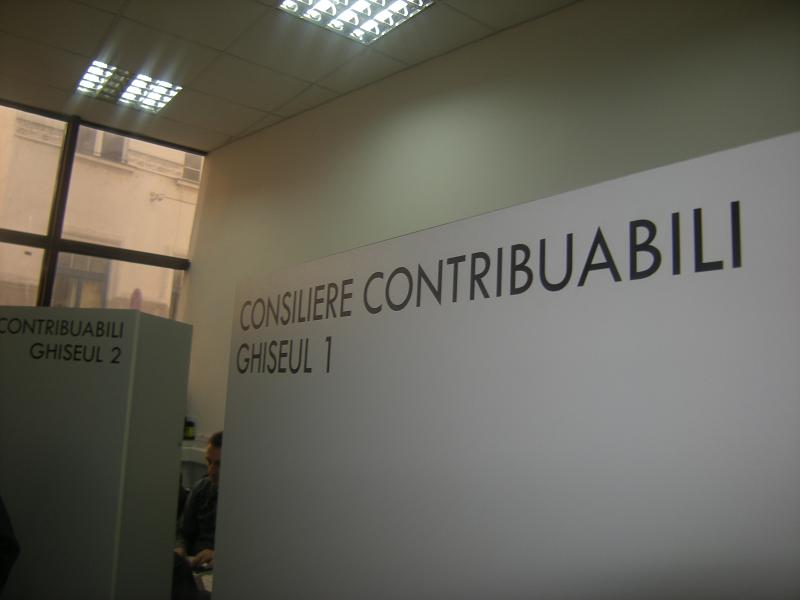 CONSILIERE CONTRIBUABILI
GHISEUL 1
CONTRIBUABILI
GHISEUL 2